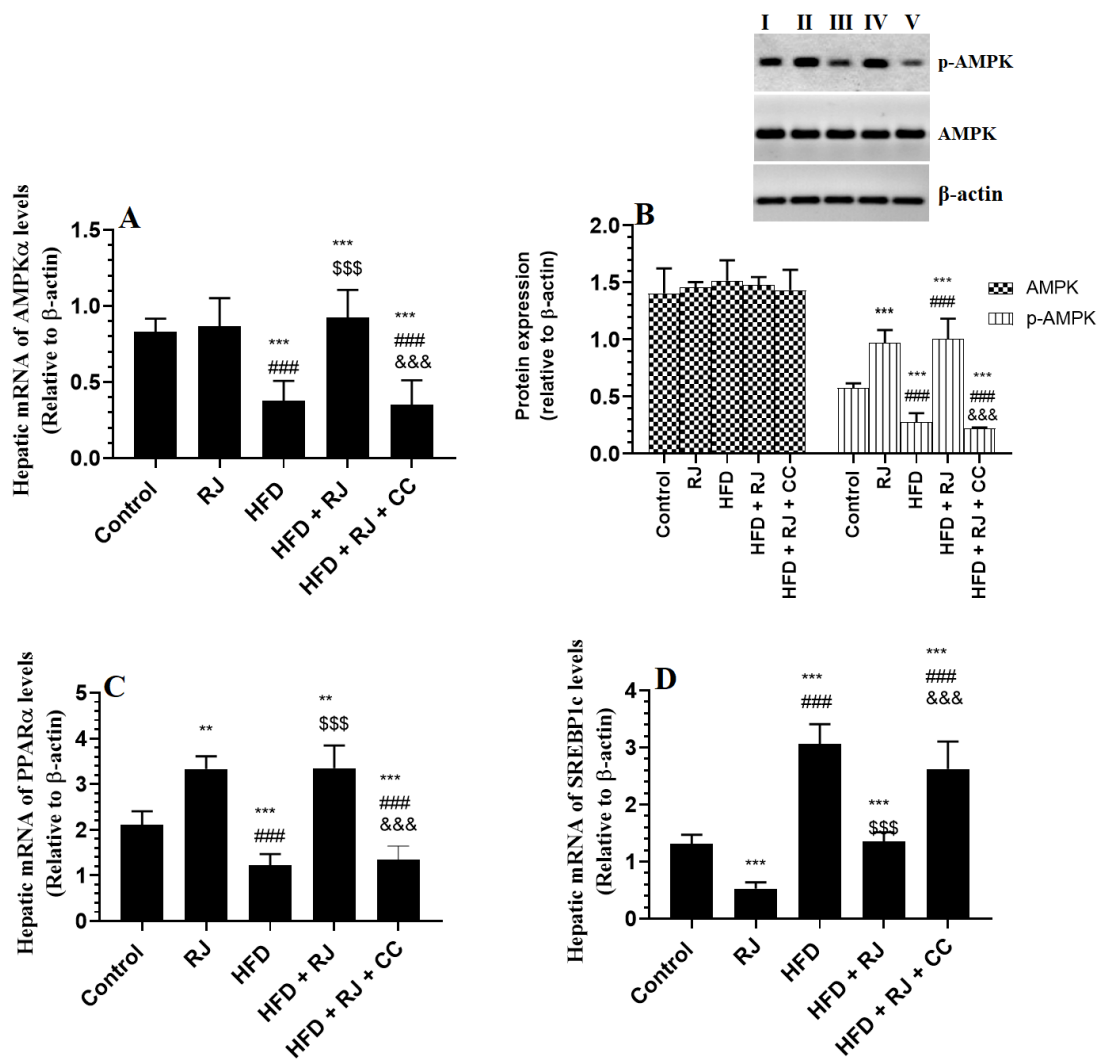 I II III IV V
p-AMPK
AMPK
β-actin
A
Hepatic mRNA of AMPKα levels
(Relative to β-actin)
1.5
1.0
0.5
0.0
***
###
***
$$$
***
###
&&&
Control
RJ
HFD
HFD + RJ
HFD + RJ + CC
B
Protein expression
(relative to β-actin)
2.0
1.5
1.0
0.5
0.0
***
***
###
***
###
***
###
&&&
AMPK
p-AMPK
Control
RJ
HFD
HFD + RJ
HFD + RJ + CC
Control
RJ
HFD
HFD + RJ
HFD + RJ + CC
C
Hepatic mRNA of PPARα levels
(Relative to β-actin)
5
4
3
2
1
0
**
***
###
**
$$$
***
###
&&&
Control
RJ
HFD
HFD + RJ
HFD + RJ + CC
D
Hepatic mRNA of SREBP1c levels
(Relative to β-actin)
4
3
2
1
0
***
***
###
***
$$$
***
###
&&&
Control
RJ
HFD
HFD + RJ
HFD + RJ + CC